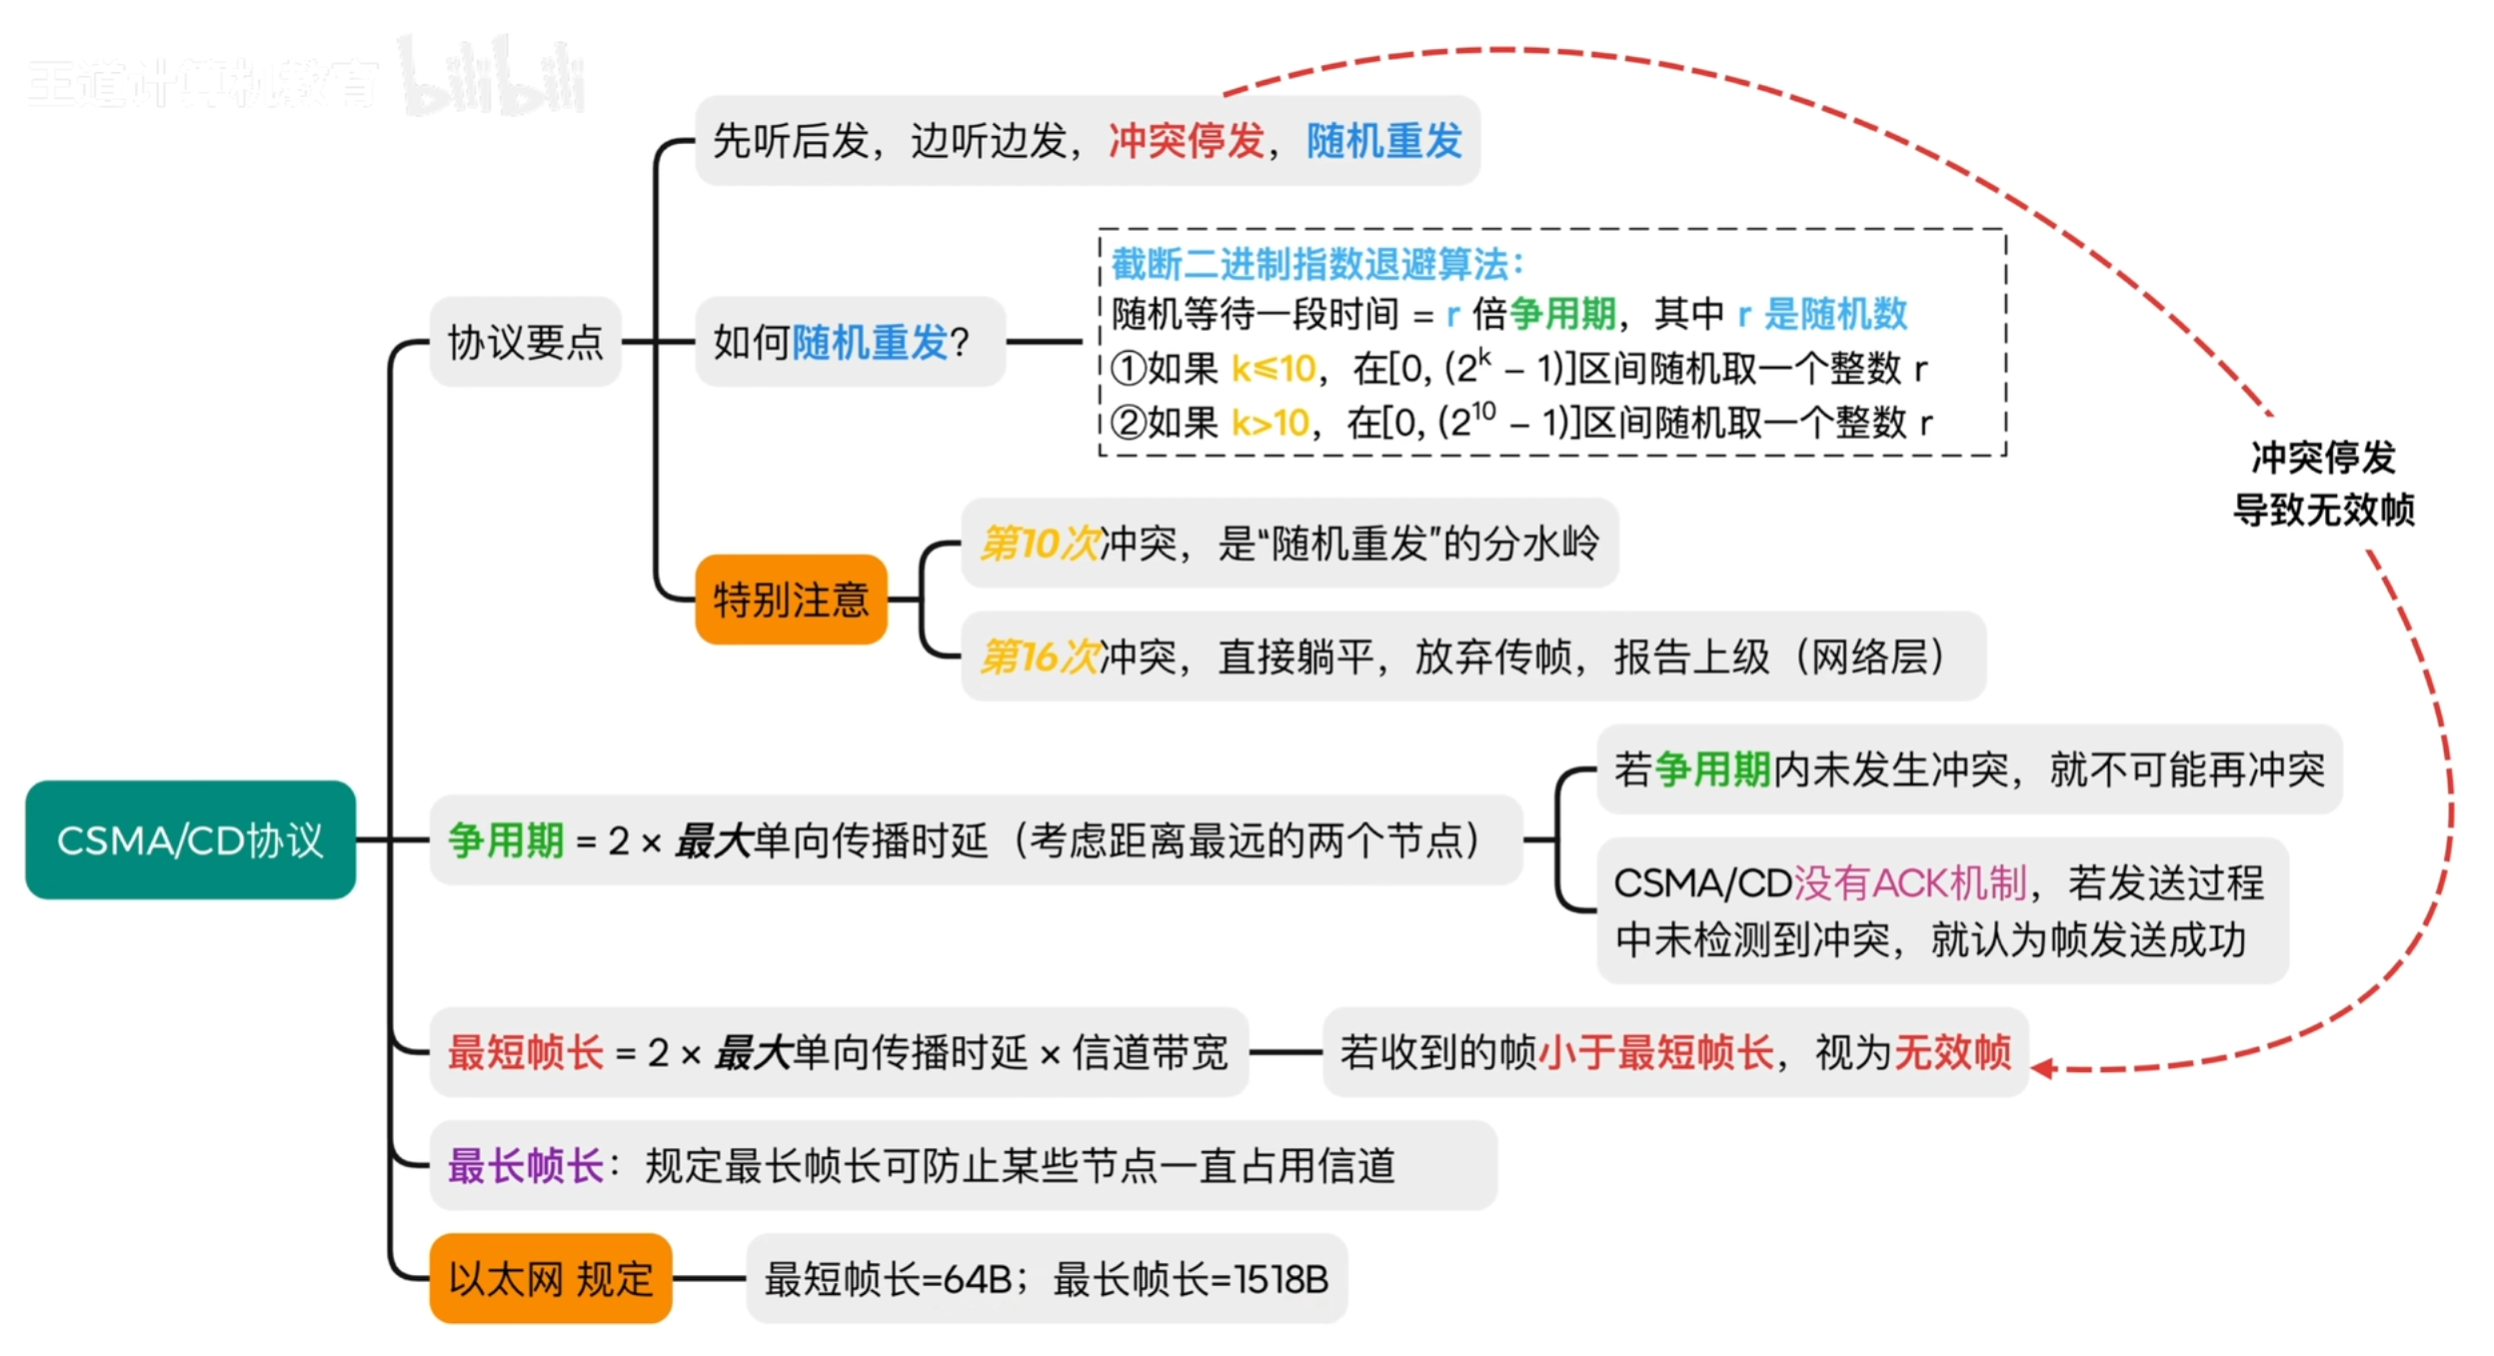 王道计算机教育 bilibili
先听后发，边听边发，冲突停发，随机重发
截断二进制指数退避算法：
随机等待一段时间 = r 倍争用期，其中 r 是随机数
①如果 k≤10，在[0, (2^k – 1)]区间随机取一个整数 r
②如果 k>10，在[0, (2^10 – 1)]区间随机取一个整数 r
协议要点
如何随机重发？
冲突停发
导致无效帧
第10次冲突，是“随机重发”的分水岭
特别注意
第16次冲突，直接躺平，放弃传帧，报告上级（网络层）
若争用期内未发生冲突，就不可能再冲突
CSMA/CD协议
争用期 = 2 × 最大单向传播时延（考虑距离最远的两个节点）
CSMA/CD没有ACK机制，若发送过程
中未检测到冲突，就认为帧发送成功
最短帧长 = 2 × 最大单向传播时延 × 信道带宽
若收到的帧小于最短帧长，视为无效帧
最长帧长：规定最长帧长可防止某些节点一直占用信道
以太网 规定
最短帧长=64B；最长帧长=1518B